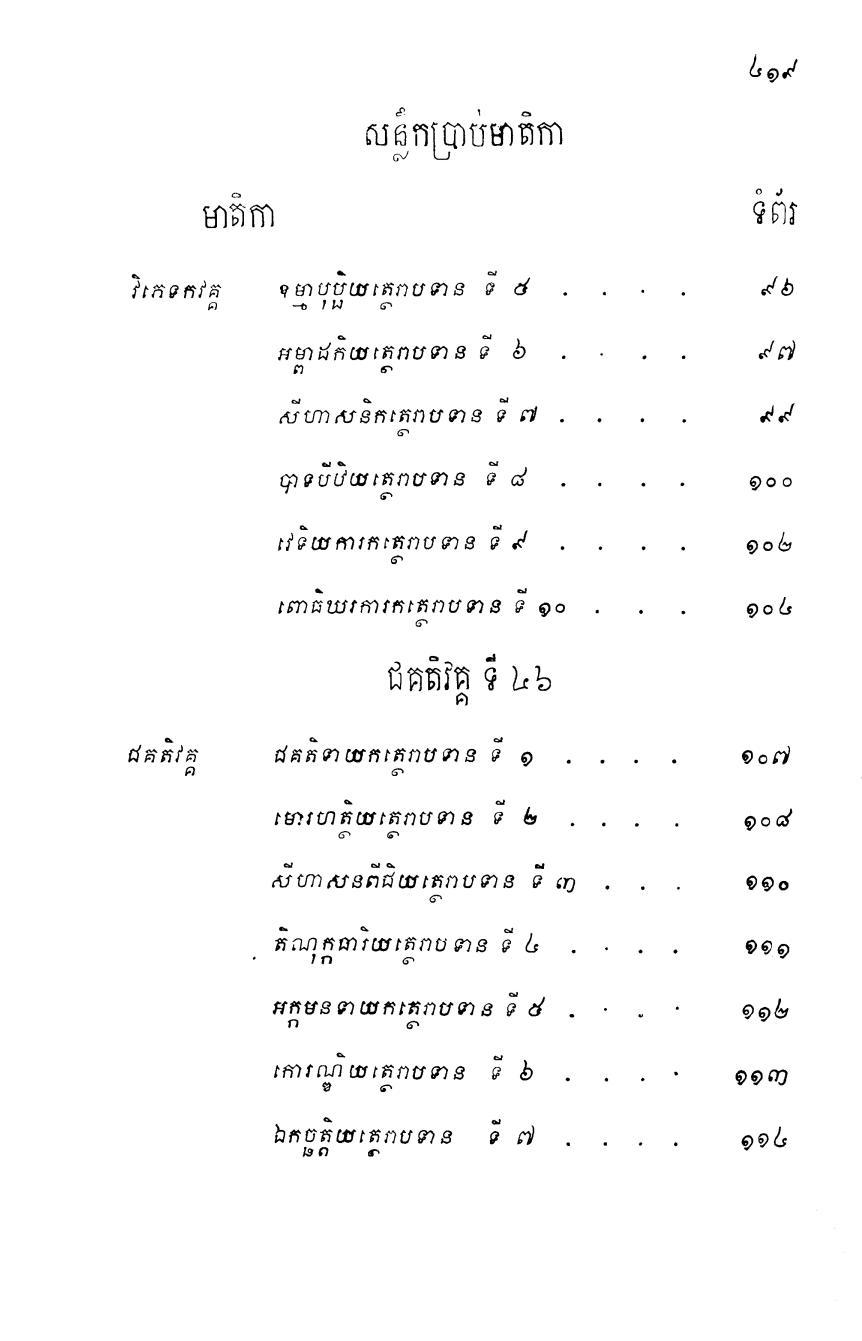 ៤១៩
សន្លឹកប្រាប់មាតិកា
មាតិកា ទំព័រ
វិភេទកវគ្គ ទុម្មាបុប្ផិយត្ថេរាបទាន ទី ៥ . . . . ៩៦
អម្ពាដកិយត្ថេរាបទាន ទី ៦ . . . . ៩៧
សីហាសនិកត្ថេរាបទាន ទី ៧ . . . . ៩៩
បាទបីឋិយត្ថេរាបទាន ទី ៨ . . . . ១០០
វេទិយការកត្ថេរាបទាន ទី ៩ . . . . ១០២
ពោធិឃរការកត្ថេរាបទាន ទី ១០ . . . ១០៤
ជគតិវគ្គ ទី ៤៦
ជគតិវគ្គ ជគតិទាយកត្ថេរាបទាន ទី ១ . . . . ១០៧
មោរហត្ថិយត្ថេរាបទាន ទី ២ . . . . ១០៨
សីហាសនពីជិយត្ថេរាបទាន ទី ៣ . . . ១១០
តិណុក្កធារិយត្ថេរាបទាន ទី ៤ . . . . ១១១
អក្កមនទាយកត្ថេរាបទាន ទី ៥ . . . . ១១២
កោរណ្ឌិយត្ថេរាបទាន ទី ៦ . . . . ១១៣
ឯកច្ឆត្តិយត្ថេរាបទាន ទី ៧ . . . . ១១៤